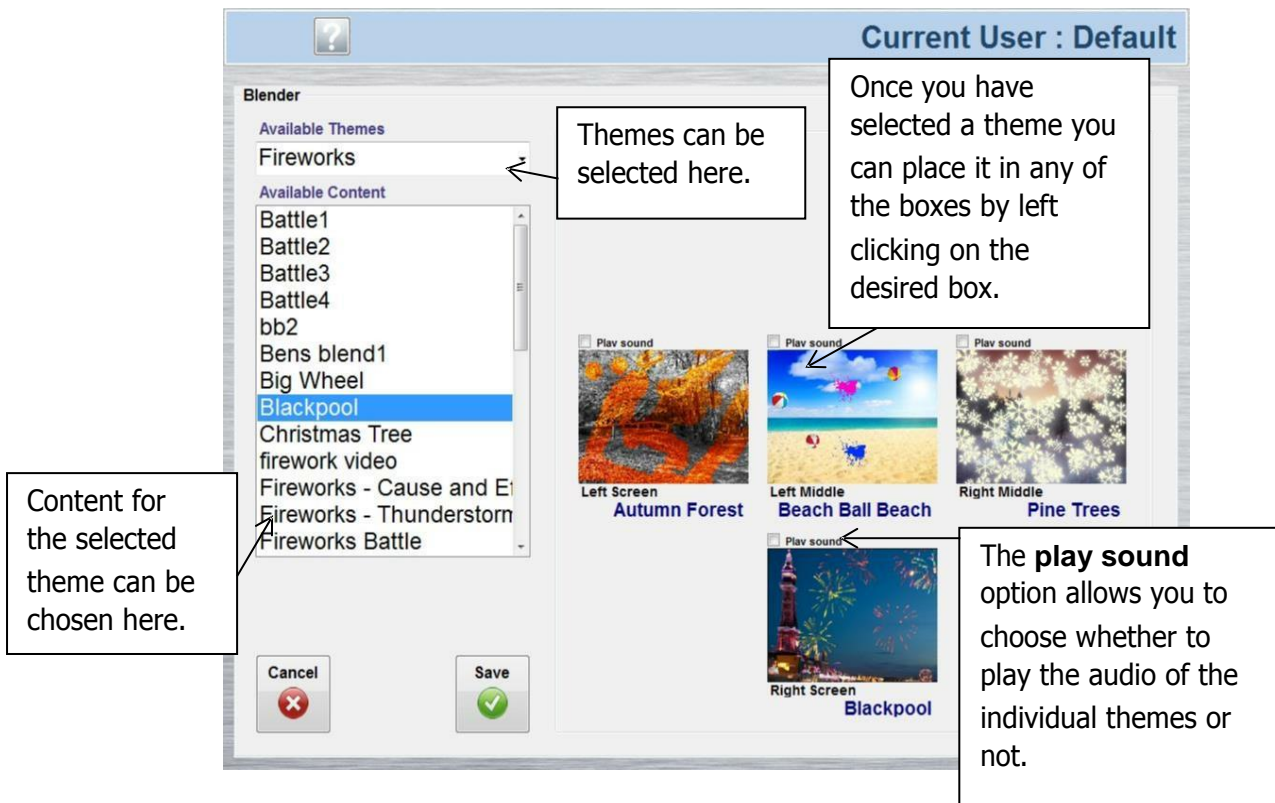 ?
Current User : Default
Blender
Available Themes
Fireworks
Available Content
Battle1
Battle2
Battle3
Battle4
bb2
Bens blend1
Big Wheel
Blackpool
Christmas Tree
firework video
Fireworks - Cause and Ef
Fireworks - Thunderstorm
Fireworks Battle
Cancel
Save
Themes can be
selected here.
Once you have
selected a theme you
can place it in any of
the boxes by left
clicking on the
desired box.
Content for
the selected
theme can be
chosen here.
Play sound
Left Screen
Autumn Forest
Play sound
Left Middle
Beach Ball Beach
Play sound
Right Middle
Pine Trees
Play sound
Right Screen
Blackpool
The play sound
option allows you to
choose whether to
play the audio of the
individual themes or
not.